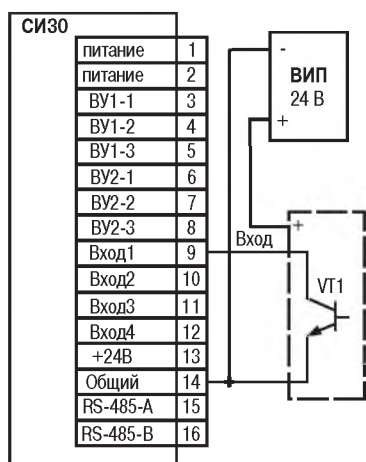 СИ30
питание 1
питание 2
ВУ1-1 3
ВУ1-2 4
ВУ1-3 5
ВУ2-1 6
ВУ2-2 7
ВУ2-3 8
Вход1 9
Вход2 10
Вход3 11
Вход4 12
+24В 13
Общий 14
RS-485-A 15
RS-485-B 16
-
ВИП
24 В
+
Вход
+
VT1